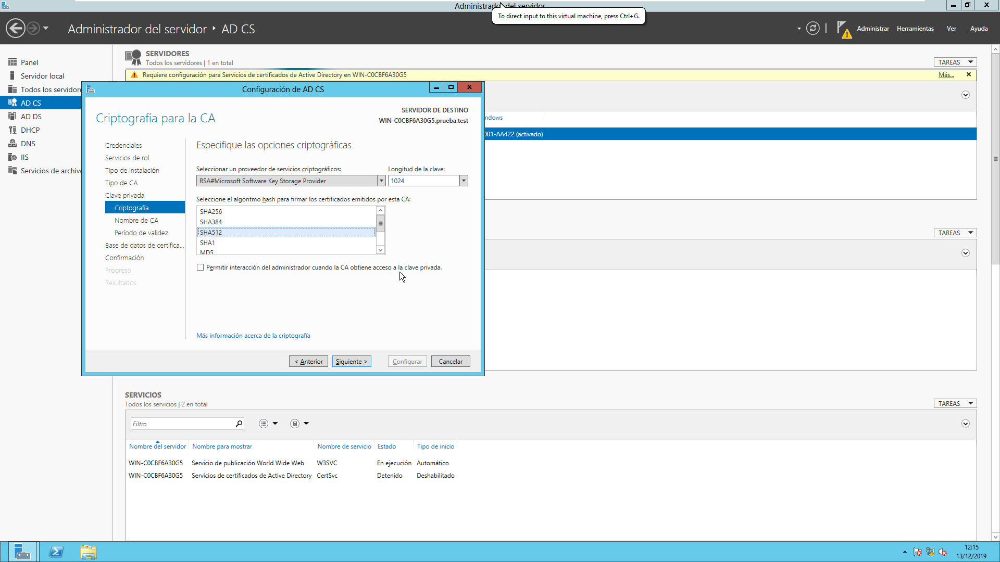 Administrador del servidor
To direct input to this virtual machine, press Ctrl+G.
Administrador del servidor
AD CS
Administrar
Herramientas
Ver
Ayuda
Panel
Servidor local
Todos los servidore
AD CS
AD DS
DHCP
DNS
IIS
Servicios de archivo
SERVIDORES
Todos los servidores | 1 en total
TAREAS
Requiere configuración para Servicios de certificados de Active Directory en WIN-C0CBF6A30G5
Más...
ndows
001-AA422 (activado)
Configuración de AD CS
Criptografía para la CA
SERVIDOR DE DESTINO
WIN-C0CBF6A30G5.prueba.test
Credenciales
Servicios de rol
Tipo de instalación
Tipo de CA
Clave privada
Criptografía
Nombre de CA
Período de validez
Base de datos de certifica...
Confirmación
Progreso
Resultados
Especifique las opciones criptográficas
Seleccionar un proveedor de servicios criptográficos:
Longitud de la clave:
RSA#Microsoft Software Key Storage Provider
1024
Seleccione el algoritmo hash para firmar los certificados emitidos por esta CA:
SHA256
SHA384
SHA512
SHA1
MD5
Permitir interacción del administrador cuando la CA obtiene acceso a la clave privada.
Más información acerca de la criptografía
< Anterior
Siguiente >
Configurar
Cancelar
TAREAS
SERVICIOS
Todos los servicios | 2 en total
TAREAS
Filtro
Nombre del servidor Nombre para mostrar Nombre de servicio Estado Tipo de inicio
WIN-C0CBF6A30G5 Servicio de publicación World Wide Web W3SVC En ejecución Automático
WIN-C0CBF6A30G5 Servicios de certificados de Active Directory CertSvc Detenido Deshabilitado
12:15
13/12/2019